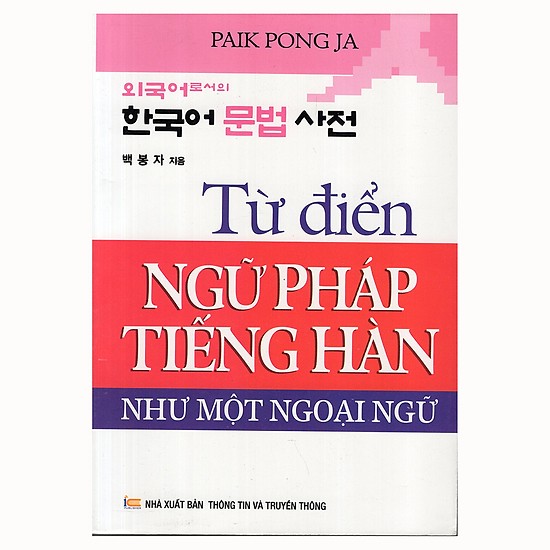 PAIK PONG JA
외국어로서의
한국어 문법 사전
백 봉 자 지음
Từ điển
NGỮ PHÁP
TIẾNG HÀN
NHƯ MỘT NGOẠI NGỮ
NHÀ XUẤT BẢN THÔNG TIN VÀ TRUYỀN THÔNG